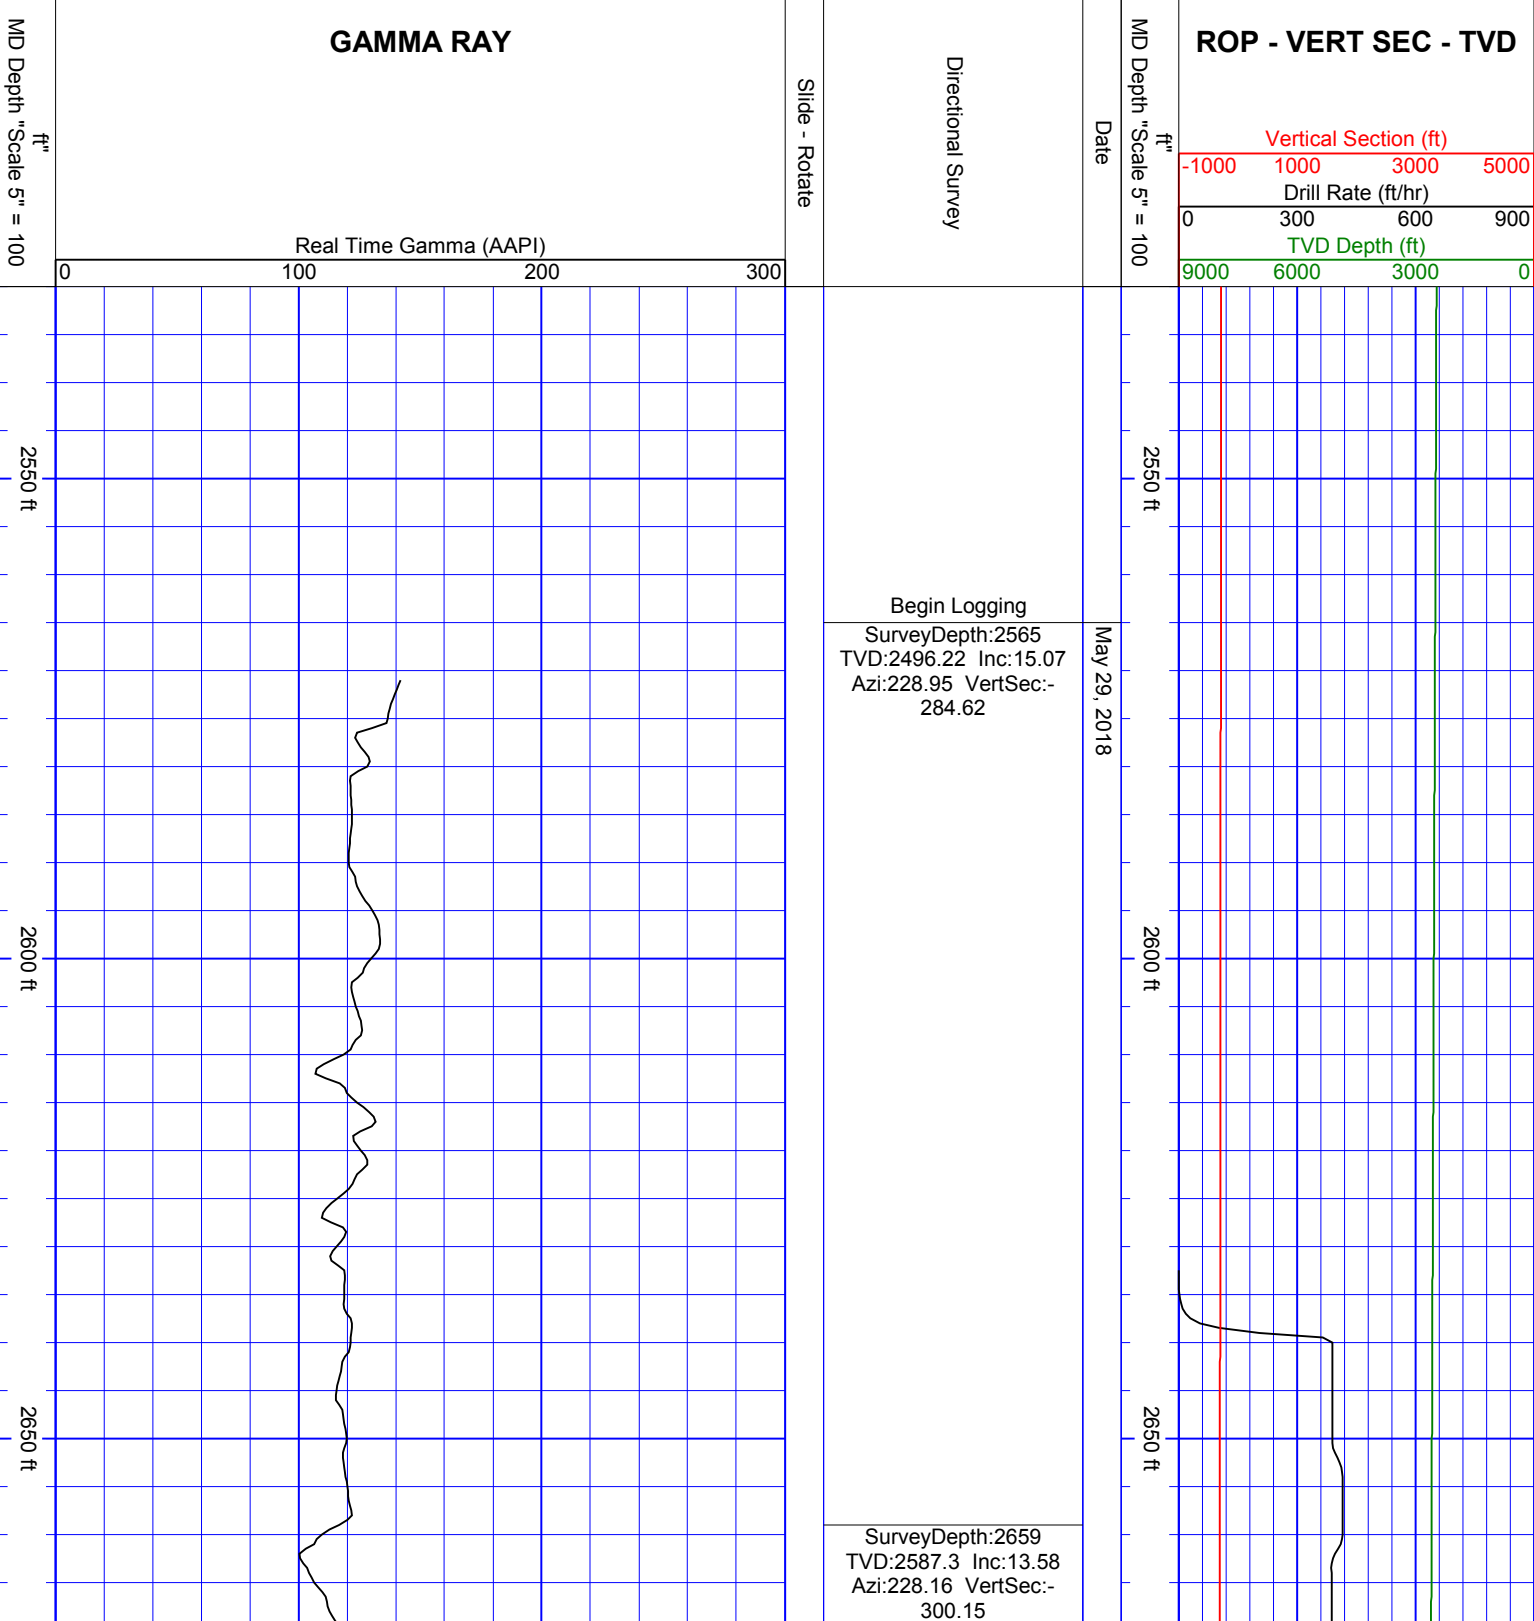 MD Depth "Scale 5" = 100
ft"
GAMMA RAY
Real Time Gamma (AAPI)
0 100 200 300
Slide - Rotate
Directional Survey
Date
MD Depth "Scale 5" = 100
ft"
ROP - VERT SEC - TVD
Vertical Section (ft)
-1000 1000 3000 5000
Drill Rate (ft/hr)
0 300 600 900
TVD Depth (ft)
9000 6000 3000 0
2550 ft
2550 ft
Begin Logging
SurveyDepth:2565
TVD:2496.22 Inc:15.07
Azi:228.95 VertSec:-
284.62
May 29, 2018
2600 ft
2600 ft
2650 ft
2650 ft
SurveyDepth:2659
TVD:2587.3 Inc:13.58
Azi:228.16 VertSec:-
300.15